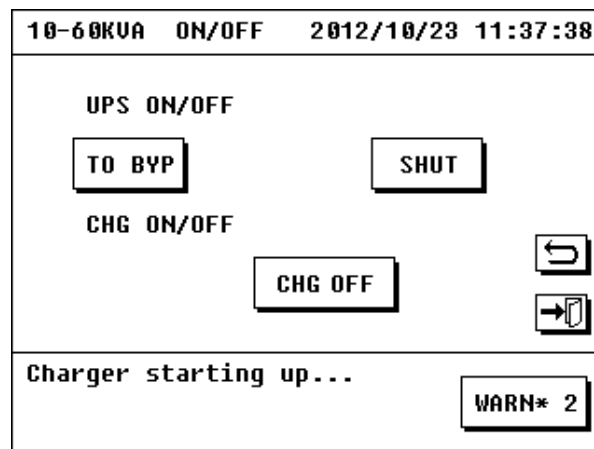 10-60KVA ON/OFF 2012/10/23 11:37:38
UPS ON/OFF
TO BYP SHUT
CHG ON/OFF
CHG OFF
Charger starting up...
WARN* 2